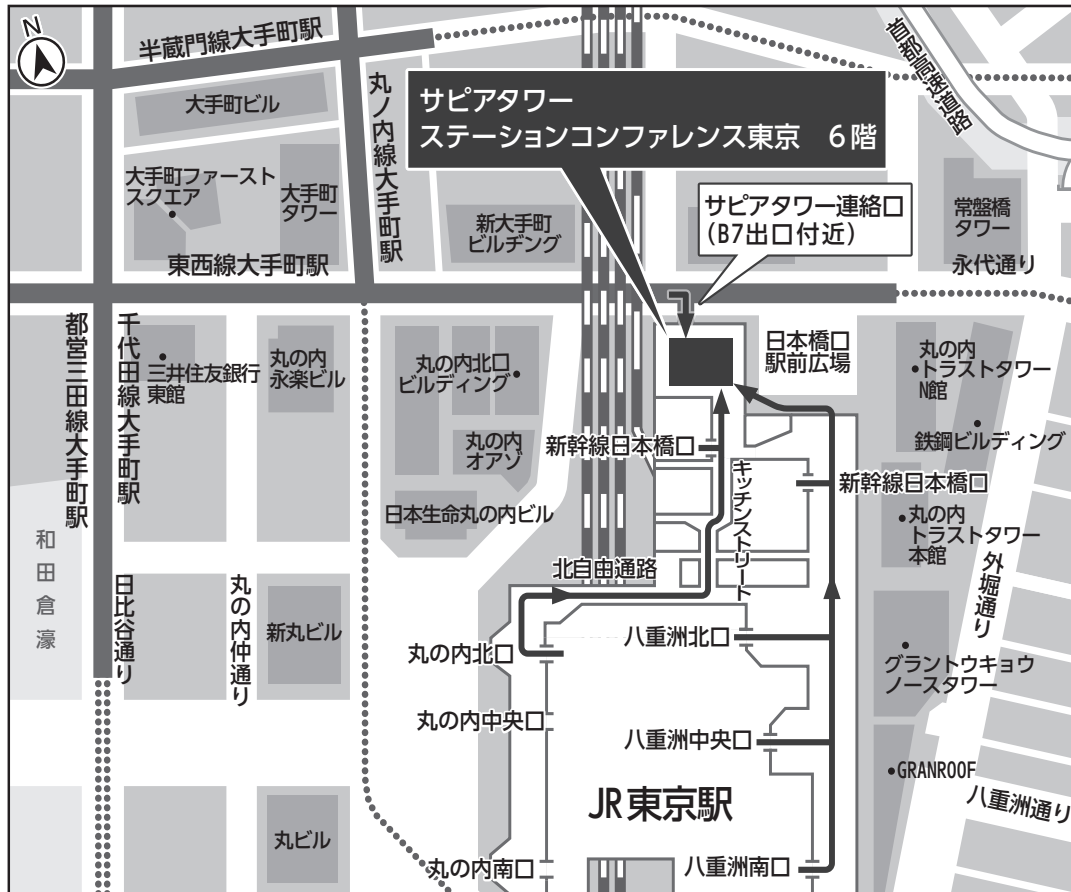 N
半蔵門線大手町駅
首都高速道路
大手町ビル
丸ノ内線大手町駅
サピアタワー
ステーションコンファレンス東京 6階
大手町ファースト
スクエア
大手町
タワー
新大手町
ビルヂング
サピアタワー連絡口
(B7出口付近)
常盤橋
タワー
東西線大手町駅
永代通り
都営三田線大手町駅
千代田線大手町駅
三井住友銀行
東館
丸の内
永楽ビル
丸の内北口
ビルディング
日本橋口
駅前広場
丸の内
トラストタワー
N館
丸の内
オアゾ
新幹線日本橋口
鉄鋼ビルディング
キッチンストリート
新幹線日本橋口
日本生命丸の内ビル
丸の内
トラストタワー
本館
和田倉濠
北自由通路
外堀通り
日比谷通り
丸の内仲通り
新丸ビル
丸の内北口
八重洲北口
グラントウキョウ
ノースタワー
丸の内中央口
八重洲中央口
GRANROOF
八重洲通り
JR東京駅
丸ビル
丸の内南口
八重洲南口